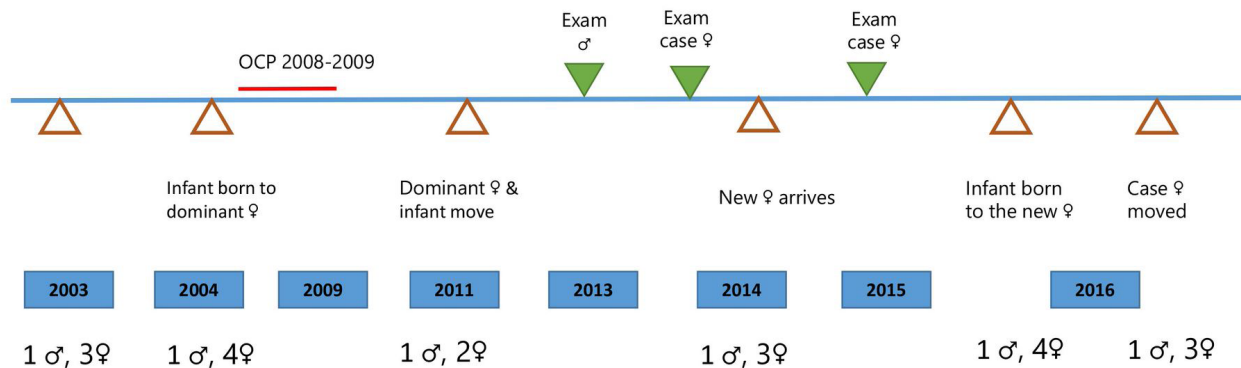 Exam
♂
Exam
case ♀
Exam
case ♀
OCP 2008-2009
Infant born to
dominant ♀
Dominant ♀ &
infant move
New ♀ arrives
Infant born
to the new ♀
Case ♀
moved
2003
2004
2009
2011
2013
2014
2015
2016
1 ♂, 3♀
1 ♂, 4♀
1 ♂, 2♀
1 ♂, 3♀
1 ♂, 4♀
1 ♂, 3♀